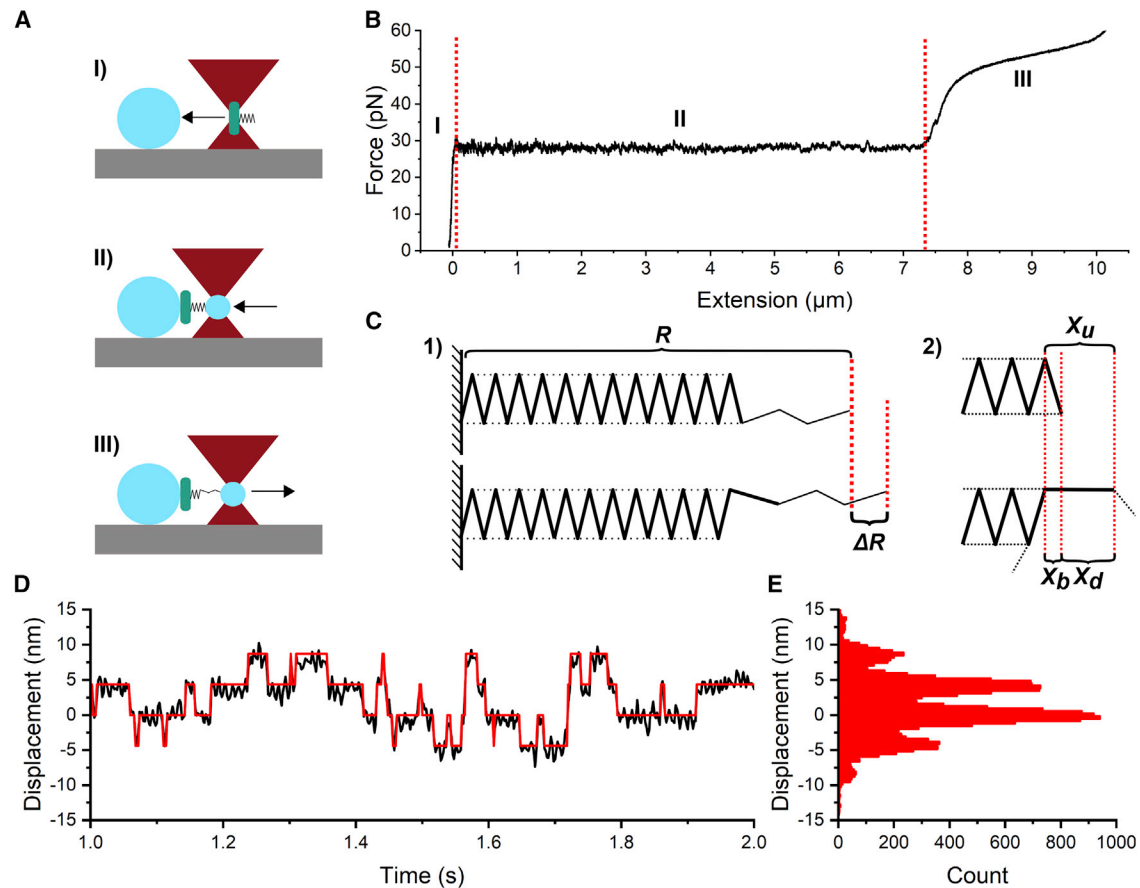 A
I)
II)
III)
B
60
50
40
30
20
10
0
Force (pN)
I
II
III
0 1 2 3 4 5 6 7 8 9 10
Extension (μm)
C
1)
R
ΔR
2)
Xu
Xb Xd
D
15
10
5
0
-5
-10
-15
Displacement (nm)
1.0 1.2 1.4 1.6 1.8 2.0
Time (s)
E
15
10
5
0
-5
-10
-15
Displacement (nm)
0 200 400 600 800 1000
Count